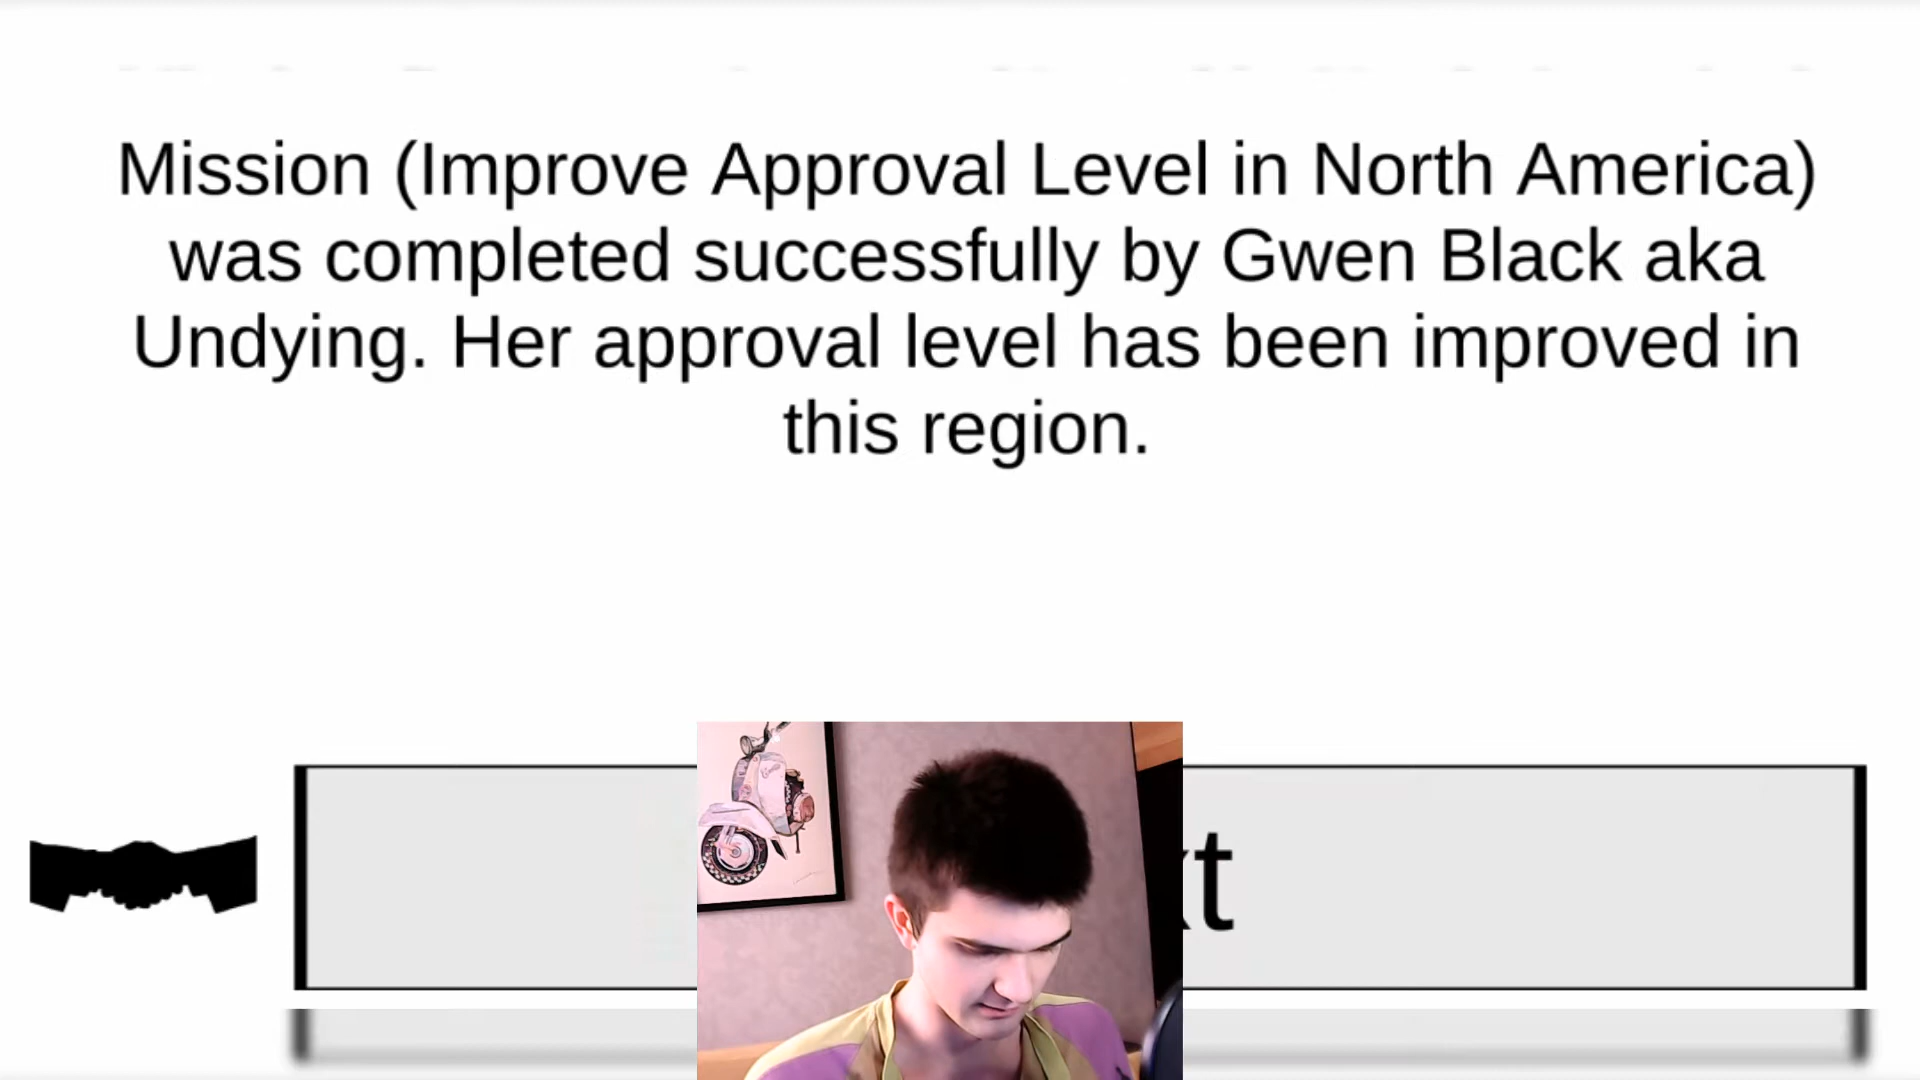 Mission (Improve Approval Level in North America)
was completed successfully by Gwen Black aka
Undying. Her approval level has been improved in
this region.